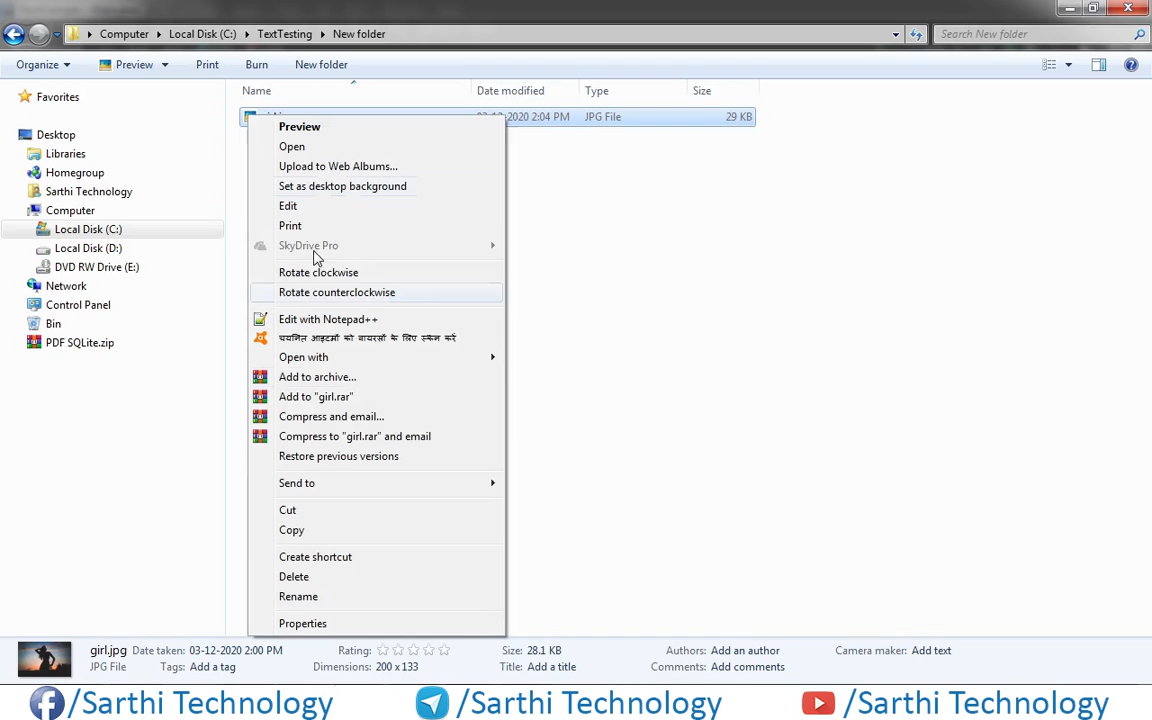 Computer Local Disk (C:) TextTesting New folder Search New folder
Organize Preview Print Burn New folder
Name Date modified Type Size
03-12-2020 2:04 PM JPG File 29 KB
Favorites
Desktop
Libraries
Homegroup
Sarthi Technology
Computer
Local Disk (C:)
Local Disk (D:)
DVD RW Drive (E:)
Network
Control Panel
Bin
PDF SQLite.zip
Preview
Open
Upload to Web Albums...
Set as desktop background
Edit
Print
SkyDrive Pro
Rotate clockwise
Rotate counterclockwise
Edit with Notepad++
चयनित आइटमों को वायरसों के लिए स्कैन करें
Open with
Add to archive...
Add to "girl.rar"
Compress and email...
Compress to "girl.rar" and email
Restore previous versions
Send to
Cut
Copy
Create shortcut
Delete
Rename
Properties
girl.jpg Date taken: 03-12-2020 2:00 PM Rating: Size: 28.1 KB Authors: Add an author Camera maker: Add text
JPG File Tags: Add a tag Dimensions: 200 x 133 Title: Add a title Comments: Add comments
/Sarthi Technology /Sarthi Technology /Sarthi Technology